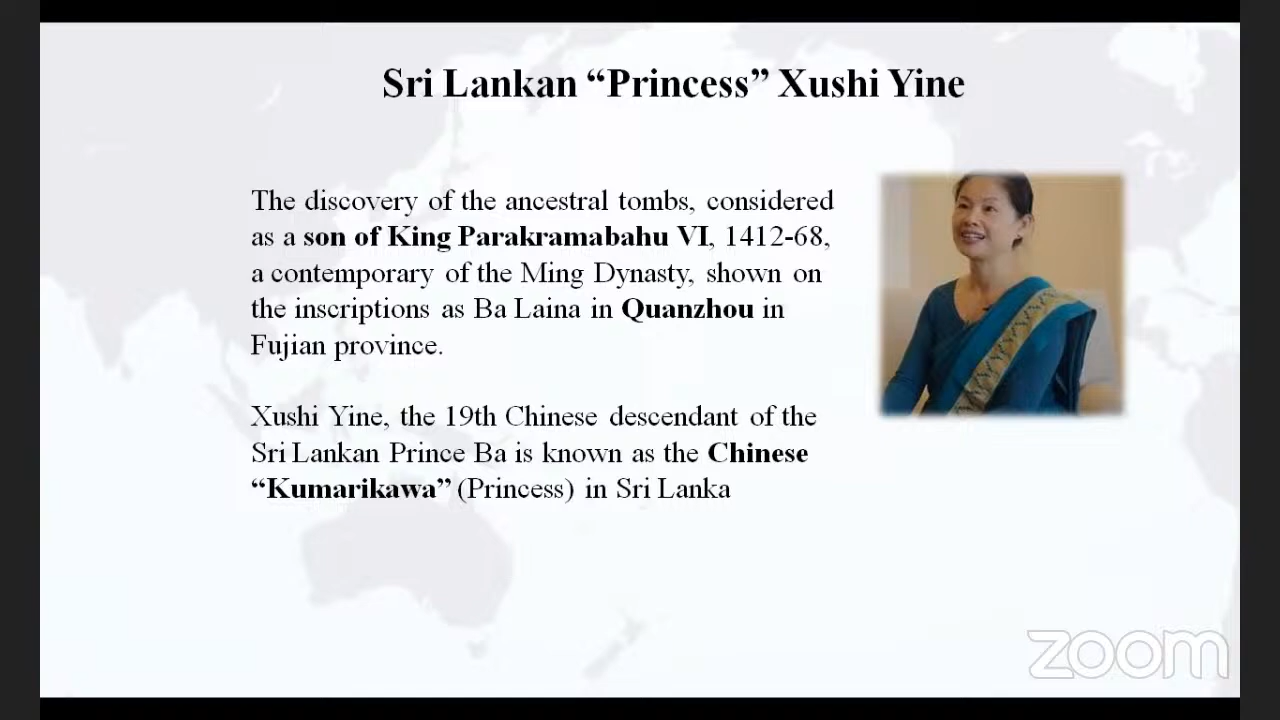 Sri Lankan “Princess” Xushi Yine
The discovery of the ancestral tombs, considered
as a son of King Parakramabahu VI, 1412-68,
a contemporary of the Ming Dynasty, shown on
the inscriptions as Ba Laina in Quanzhou in
Fujian province.
Xushi Yine, the 19th Chinese descendant of the
Sri Lankan Prince Ba is known as the Chinese
“Kumarikawa” (Princess) in Sri Lanka
zoom